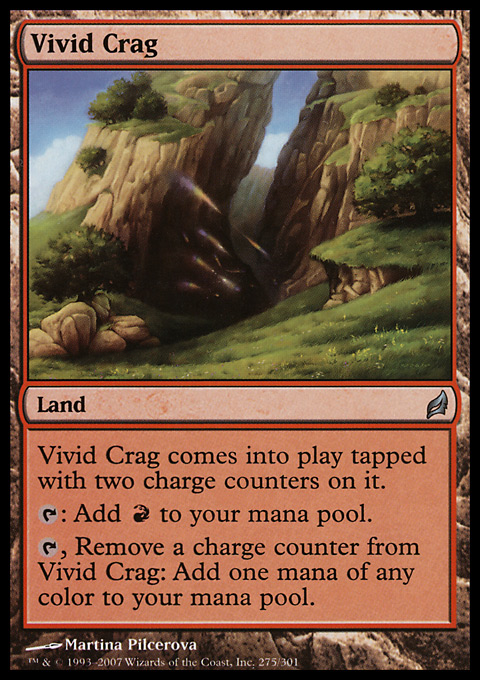 Vivid Crag
Land
Vivid Crag comes into play tapped
with two charge counters on it.
: Add to your mana pool.
, Remove a charge counter from
Vivid Crag: Add one mana of any
color to your mana pool.
Martina Pilcerova
™ & © 1993–2007 Wizards of the Coast, Inc. 275/301